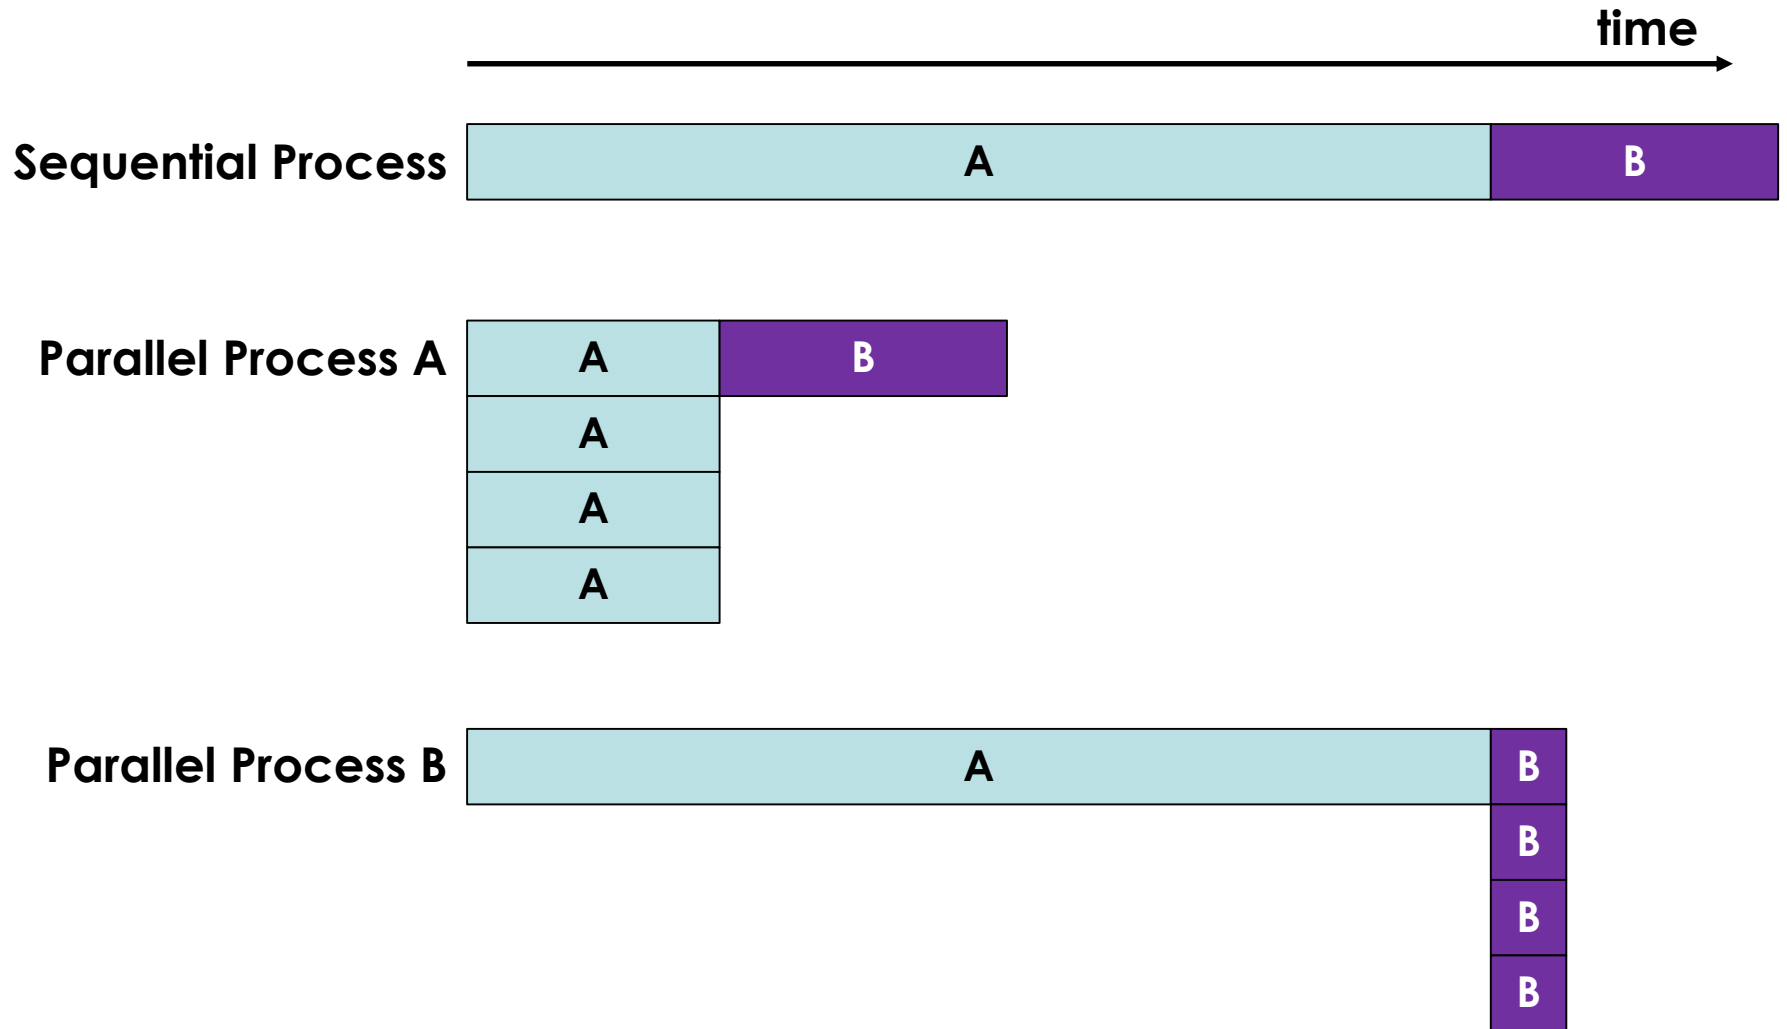 time
Sequential Process
A
B
Parallel Process A
A
B
A
A
A
Parallel Process B
A
B
B
B
B